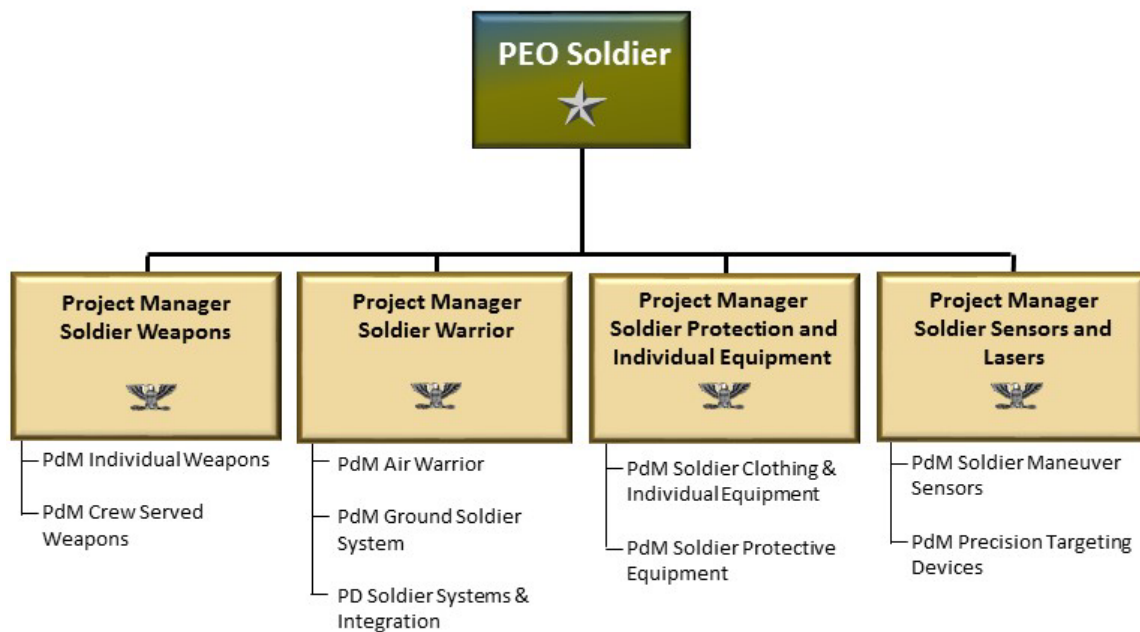 PEO Soldier
Project Manager
Soldier Weapons
PdM Individual Weapons
PdM Crew Served
Weapons
Project Manager
Soldier Warrior
PdM Air Warrior
PdM Ground Soldier
System
PD Soldier Systems &
Integration
Project Manager
Soldier Protection and
Individual Equipment
PdM Soldier Clothing &
Individual Equipment
PdM Soldier Protective
Equipment
Project Manager
Soldier Sensors and
Lasers
PdM Soldier Maneuver
Sensors
PdM Precision Targeting
Devices